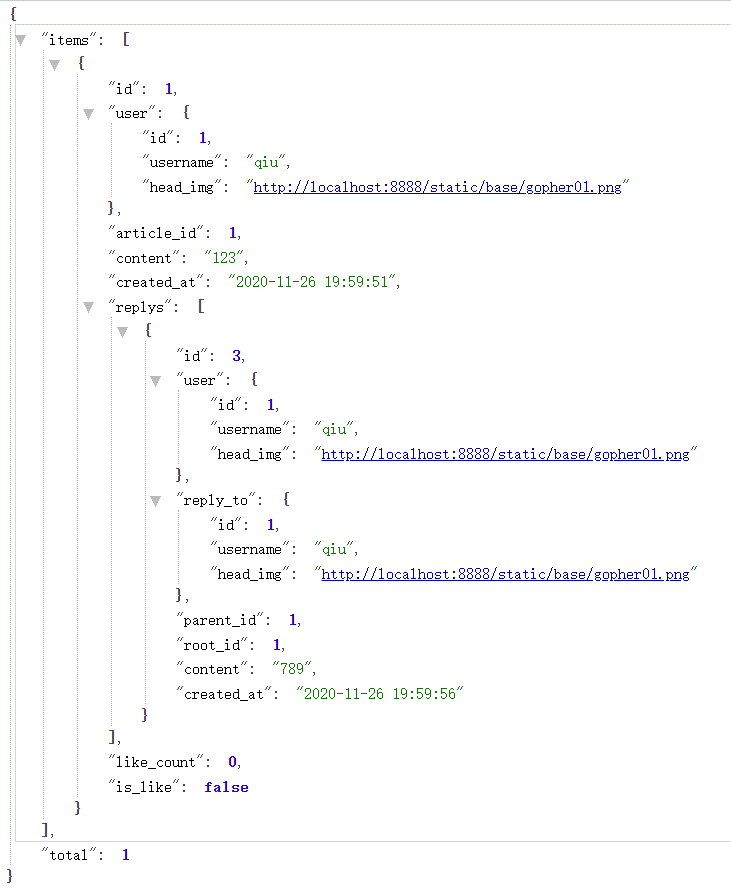 {
"items": [
{
"id": 1,
"user": {
"id": 1,
"username": "qiu",
"head_img": "http://localhost:8888/static/base/gopher01.png"
},
"article_id": 1,
"content": "123",
"created_at": "2020-11-26 19:59:51",
"replys": [
{
"id": 3,
"user": {
"id": 1,
"username": "qiu",
"head_img": "http://localhost:8888/static/base/gopher01.png"
},
"reply_to": {
"id": 1,
"username": "qiu",
"head_img": "http://localhost:8888/static/base/gopher01.png"
},
"parent_id": 1,
"root_id": 1,
"content": "789",
"created_at": "2020-11-26 19:59:56"
}
],
"like_count": 0,
"is_like": false
}
],
"total": 1
}